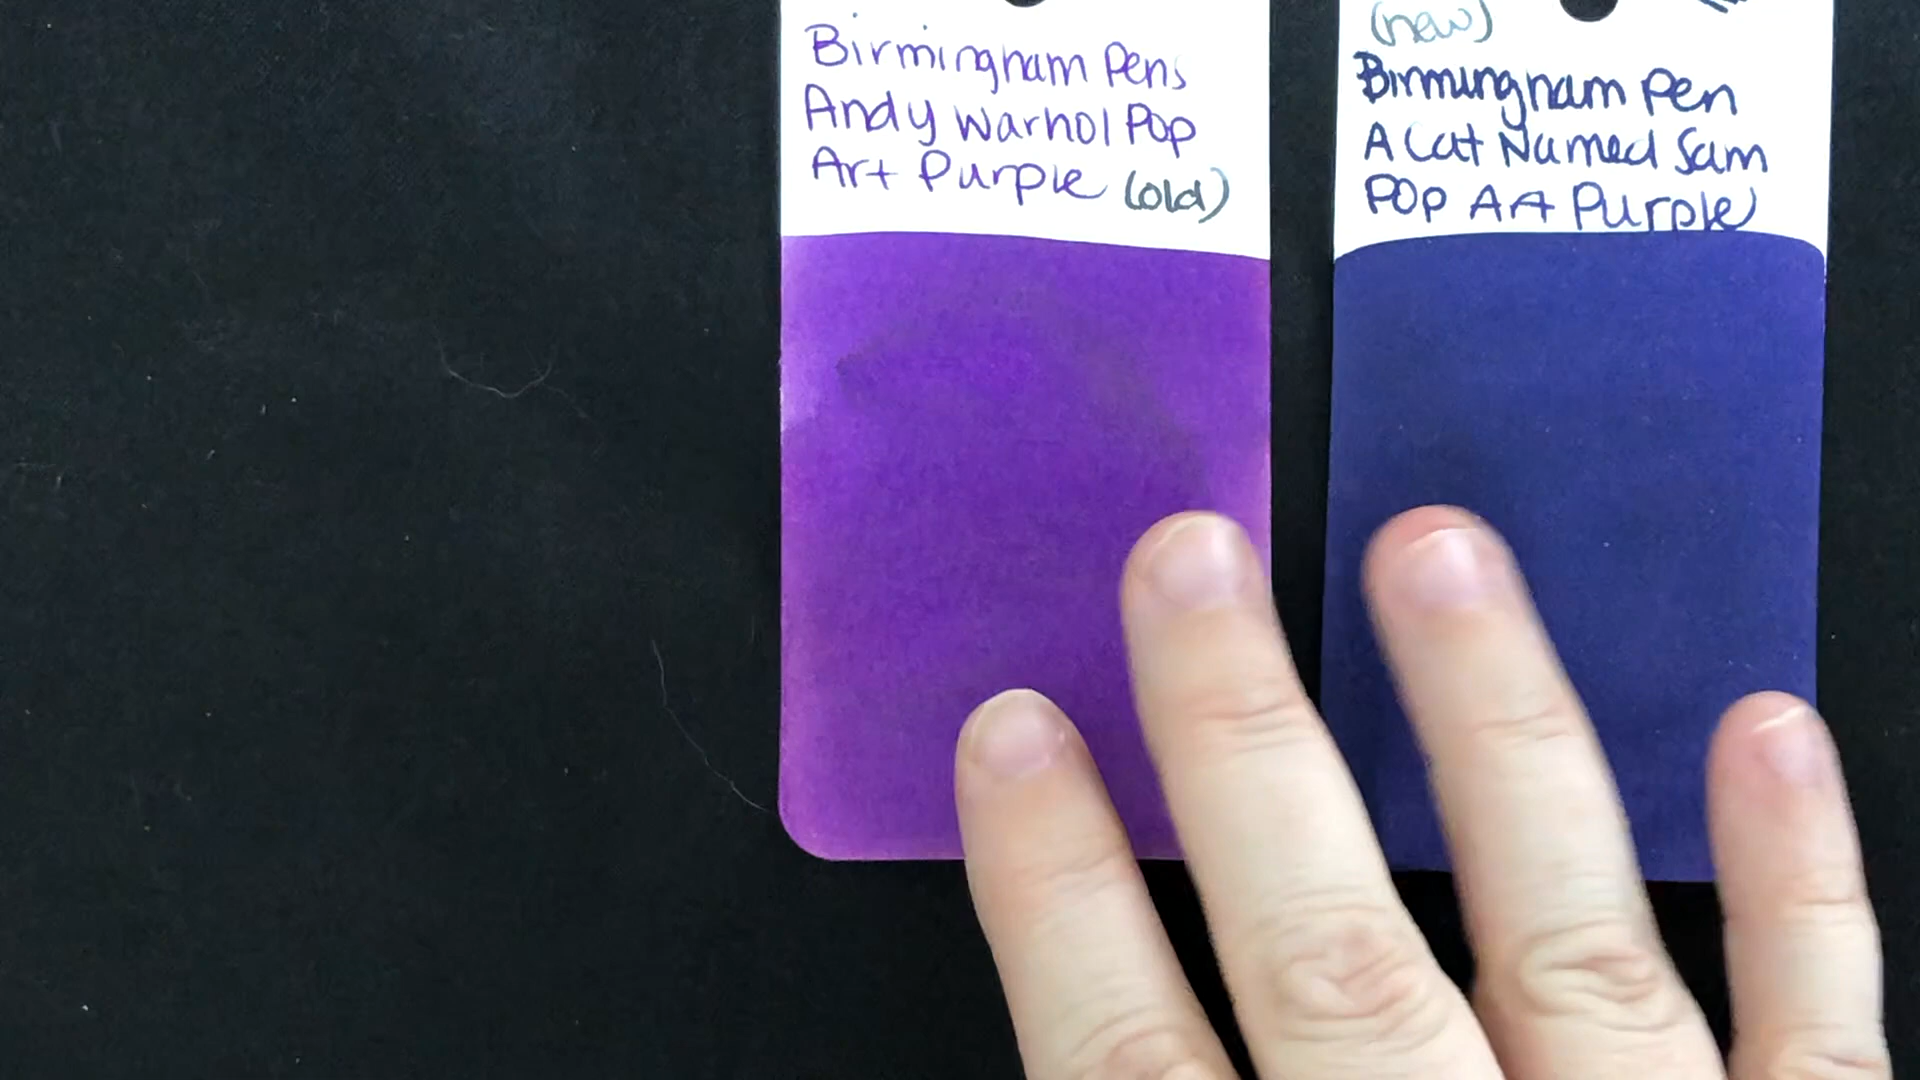 Birmingham Pens
Andy Warhol Pop
Art Purple (old)
(new)
Birmingham Pen
A Cat Named Sam
POP Art Purple